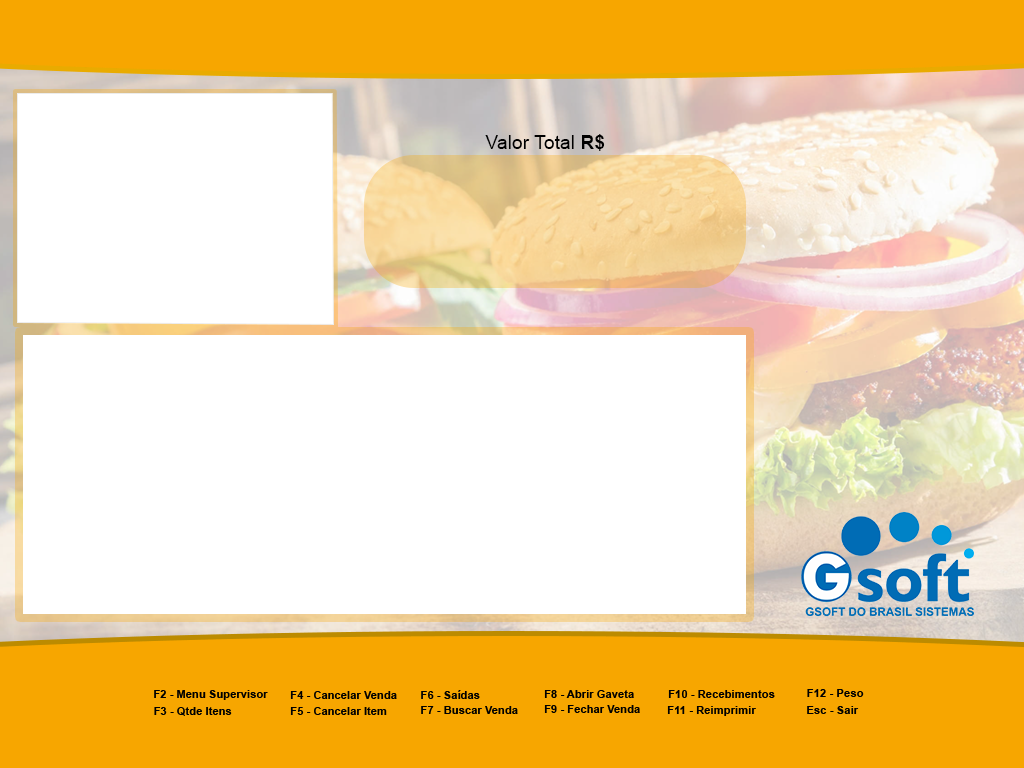 Valor Total R$
Gsoft
GSOFT DO BRASIL SISTEMAS
F2 - Menu Supervisor
F3 - Qtde Itens
F4 - Cancelar Venda
F5 - Cancelar Item
F6 - Saídas
F7 - Buscar Venda
F8 - Abrir Gaveta
F9 - Fechar Venda
F10 - Recebimentos
F11 - Reimprimir
F12 - Peso
Esc - Sair